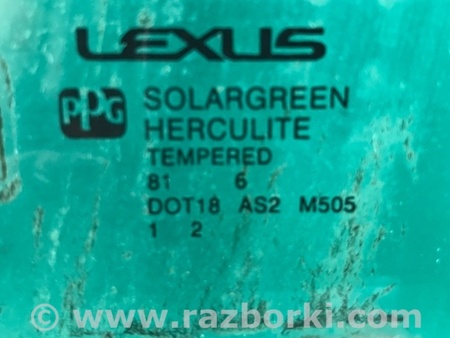 LEXUS
PPG SOLARGREEN
HERCULITE
TEMPERED
81 6
DOT18 AS2 M505
1 2
© www.razborki.com